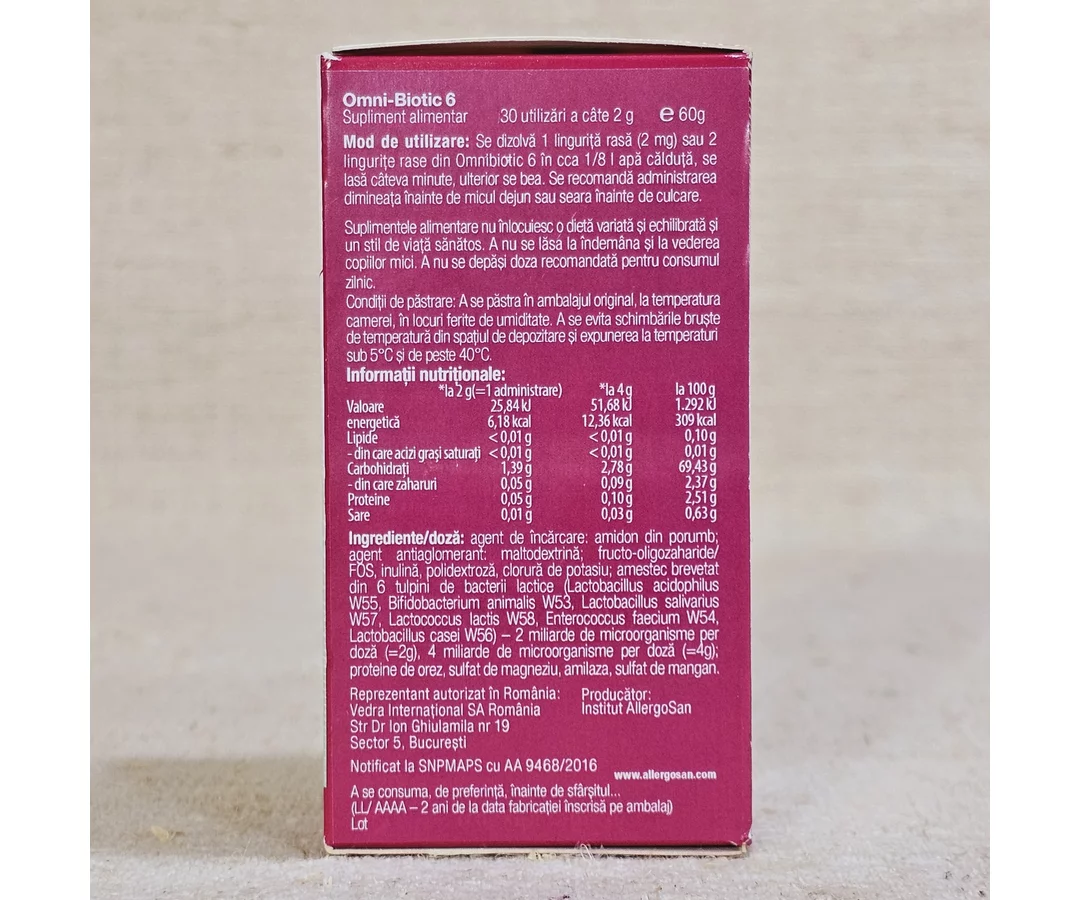 Omni-Biotic 6
Supliment alimentar 30 utilizări a câte 2 g e 60g
Mod de utilizare: Se dizolvă 1 linguriță rasă (2 mg) sau 2
lingurițe rase din Omnibiotic 6 în cca 1/8 l apă călduță, se
lasă câteva minute, ulterior se bea. Se recomandă administrarea
dimineața înainte de micul dejun sau seara înainte de culcare.
Suplimentele alimentare nu înlocuiesc o dietă variată și echilibrată și
un stil de viață sănătos. A nu se lăsá la îndemâna și la vederea
copiilor mici. A nu se depăși doza recomandată pentru consumul
zilnic.
Condiții de păstrare: A se păstra în ambalajul original, la temperatura
camerei, în locuri ferite de umiditate. A se evita schimbările bruște
de temperatură din spațiul de depozitare și expunerea la temperaturi
sub 5°C și de peste 40°C.
Informații nutriționale:
*la 2 g(=1 administrare) *la 4 g la 100 g
Valoare 25,84 kJ 51,68 kJ 1.292 kJ
energetică 6,18 kcal 12,36 kcal 309 kcal
Lipide < 0,01 g < 0,01 g 0,10 g
- din care acizi grași saturați < 0,01 g < 0,01 g 0,01 g
Carbohidrați 1,39 g 2,78 g 69,43 g
- din care zaharuri 0,05 g 0,09 g 2,37 g
Proteine 0,05 g 0,10 g 2,51 g
Sare 0,01 g 0,03 g 0,63 g
Ingrediente/doză: agent de încărcare: amidon din porumb;
agent antiaglomerant: maltodextrină; fructo-oligozaharide/
FOS, inulină, polidextroză, clorură de potasiu; amestec brevetat
din 6 tulpini de bacterii lactice (Lactobacillus acidophilus
W55, Bifidobacterium animalis W53, Lactobacillus salivarius
W57, Lactococcus lactis W58, Enterococcus faecium W54,
Lactobacillus casei W56) – 2 miliarde de microorganisme per
doză (=2g), 4 miliarde de microorganisme per doză (=4g);
proteine de orez, sulfat de magneziu, amilaza, sulfat de mangan.
Reprezentant autorizat în România: Producător:
Vedra Internațional SA România Institut AllergoSan
Str Dr Ion Ghiulamila nr 19
Sector 5, București
Notificat la SNPMAPS cu AA 9468/2016
www.allergosan.com
A se consuma, de preferință, înainte de sfârșitul...
(LL/ AAAA – 2 ani de la data fabricației înscrisă pe ambalaj)
Lot